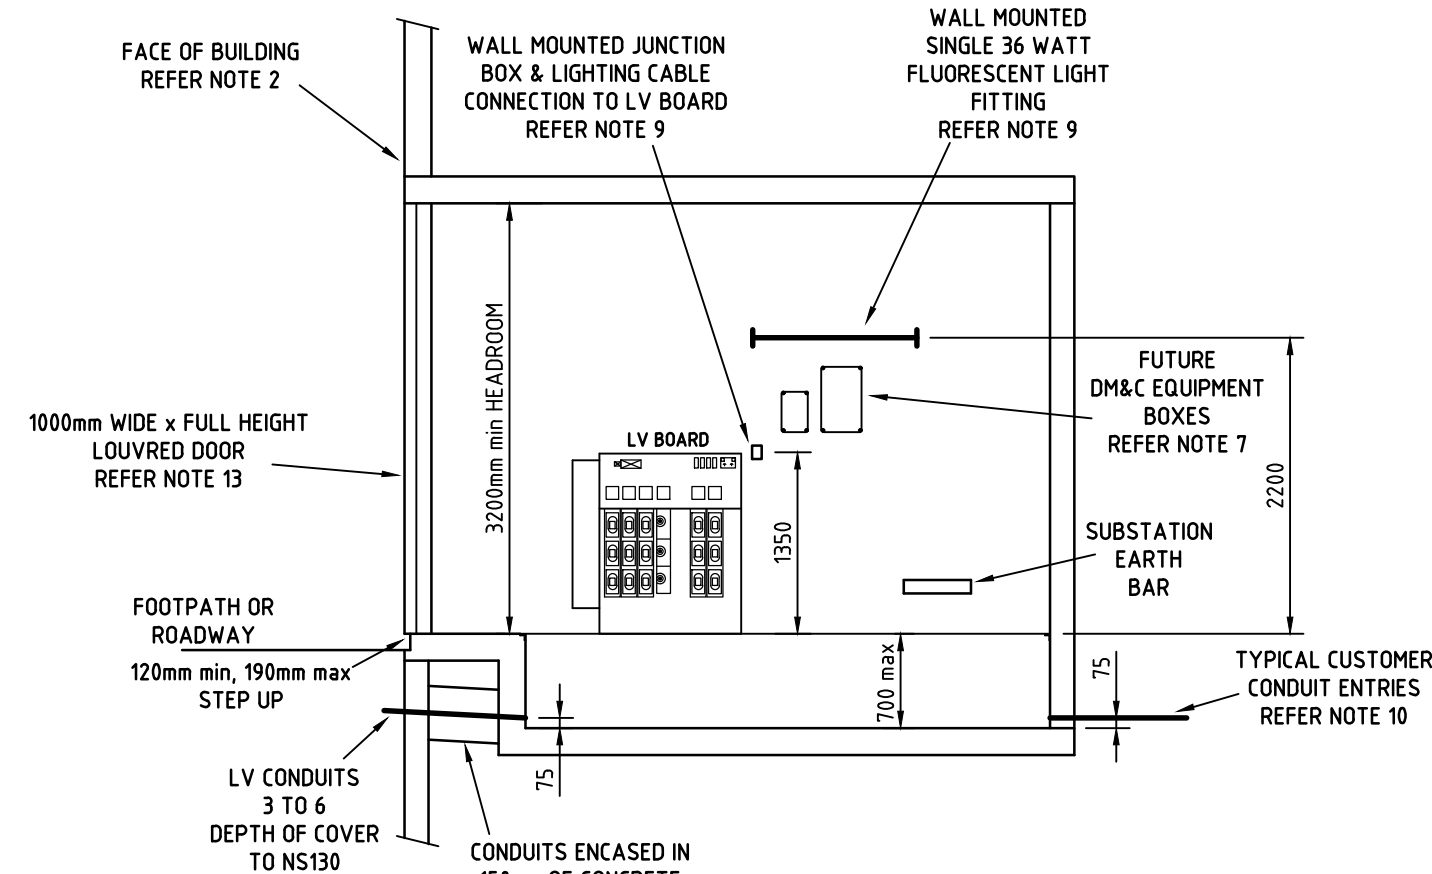 FACE OF BUILDING
REFER NOTE 2
WALL MOUNTED JUNCTION
BOX & LIGHTING CABLE
CONNECTION TO LV BOARD
REFER NOTE 9
WALL MOUNTED
SINGLE 36 WATT
FLUORESCENT LIGHT
FITTING
REFER NOTE 9
3200mm min HEADROOM
FUTURE
DM&C EQUIPMENT
BOXES
REFER NOTE 7
1000mm WIDE x FULL HEIGHT
LOUVRED DOOR
REFER NOTE 13
LV BOARD
1350
2200
SUBSTATION
EARTH
BAR
FOOTPATH OR
ROADWAY
120mm min, 190mm max
STEP UP
700 max
75
TYPICAL CUSTOMER
CONDUIT ENTRIES
REFER NOTE 10
75
LV CONDUITS
3 TO 6
DEPTH OF COVER
TO NS130
CONDUITS ENCASED IN
OF CONCRETE